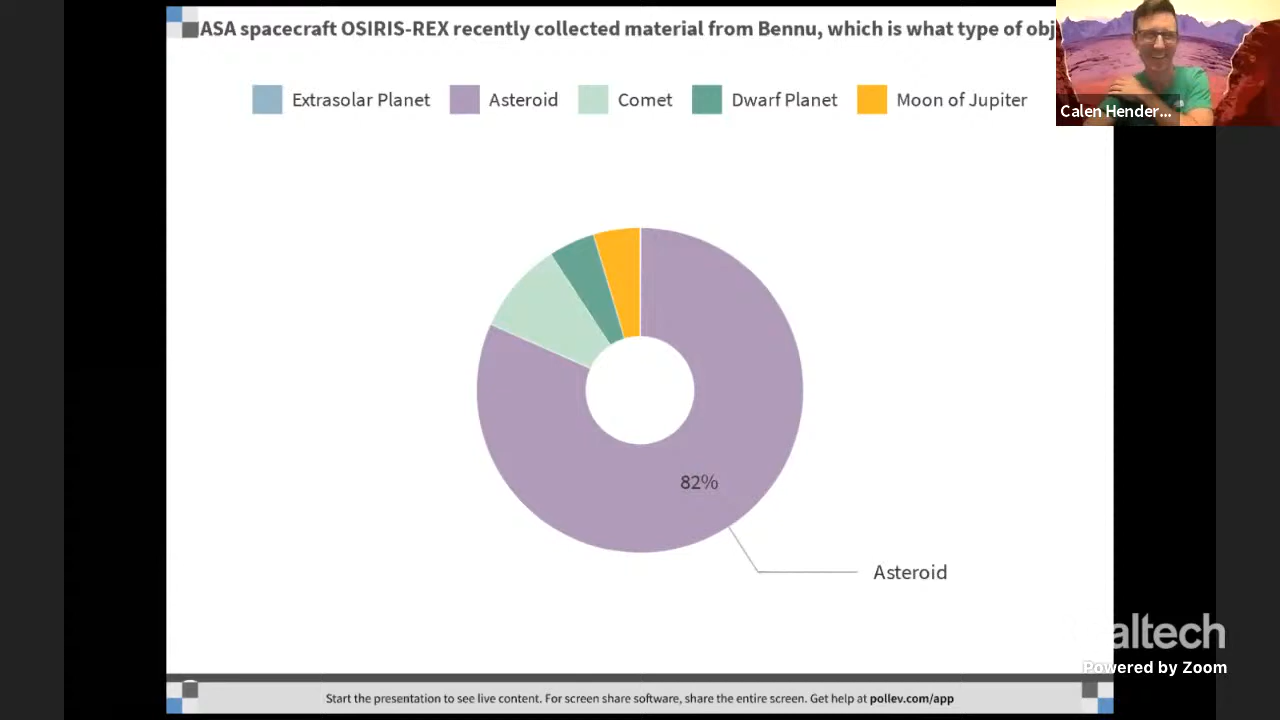 ASA spacecraft OSIRIS-REX recently collected material from Bennu, which is what type of obj
Calen Hender...
Extrasolar Planet Asteroid Comet Dwarf Planet Moon of Jupiter
82%
Asteroid
altech
Powered by Zoom
Start the presentation to see live content. For screen share software, share the entire screen. Get help at pollev.com/app